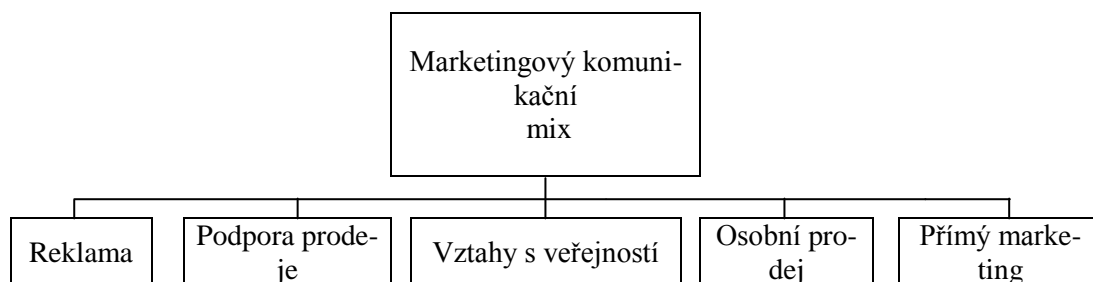 Marketingový komuni-
kační
mix
Reklama
Podpora prode-
je
Vztahy s veřejností
Osobní pro-
dej
Přímý marke-
ting